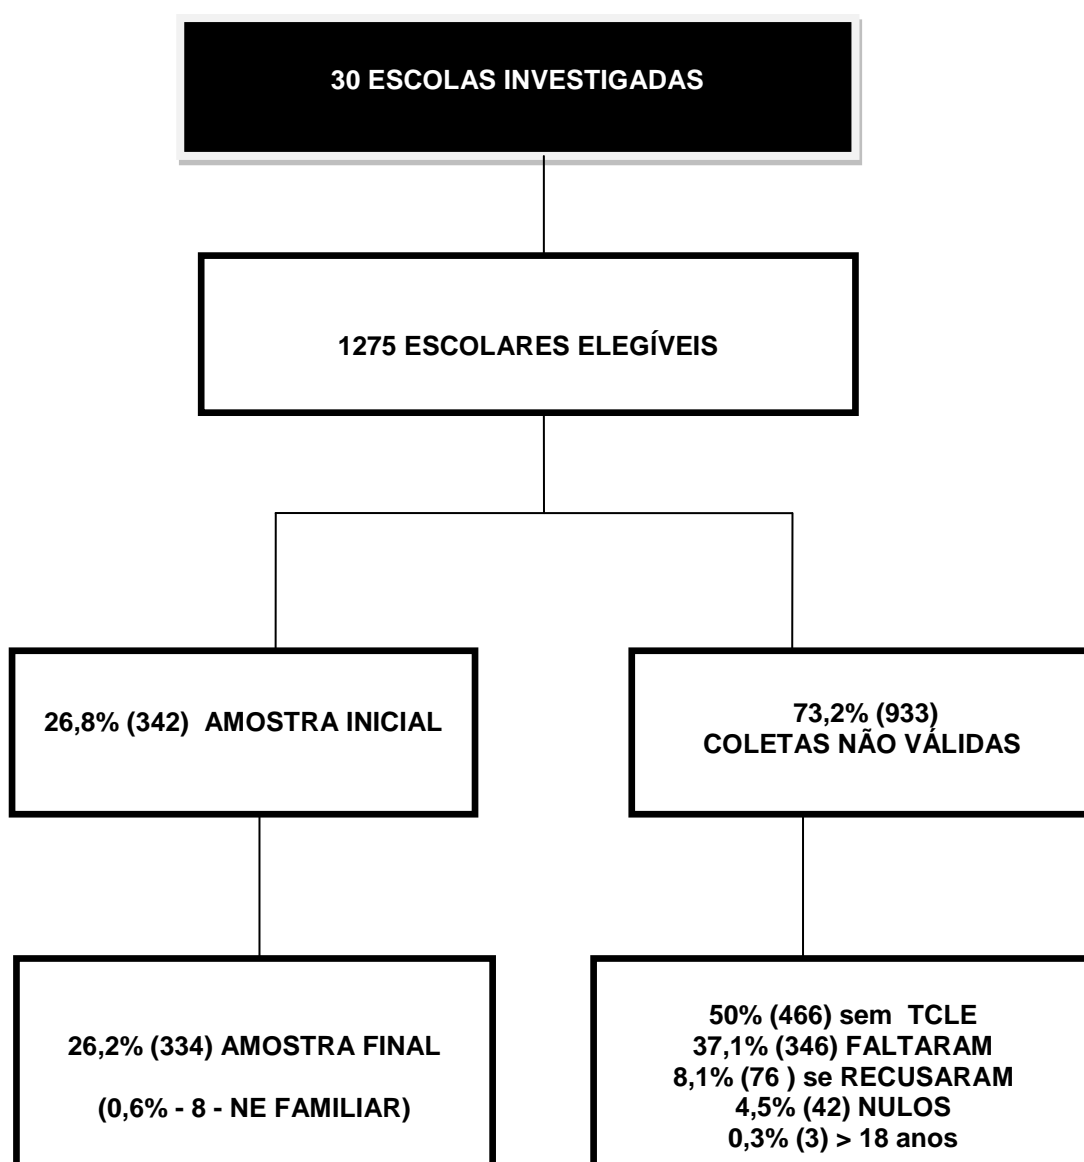 30 ESCOLAS INVESTIGADAS
1275 ESCOLARES ELEGÍVEIS
26,8% (342)  AMOSTRA INICIAL
73,2% (933)
COLETAS NÃO VÁLIDAS
26,2% (334) AMOSTRA FINAL
(0,6% - 8 - NE FAMILIAR)
50% (466) sem  TCLE
37,1% (346) FALTARAM
8,1% (76 ) se RECUSARAM
4,5% (42) NULOS
0,3% (3) > 18 anos